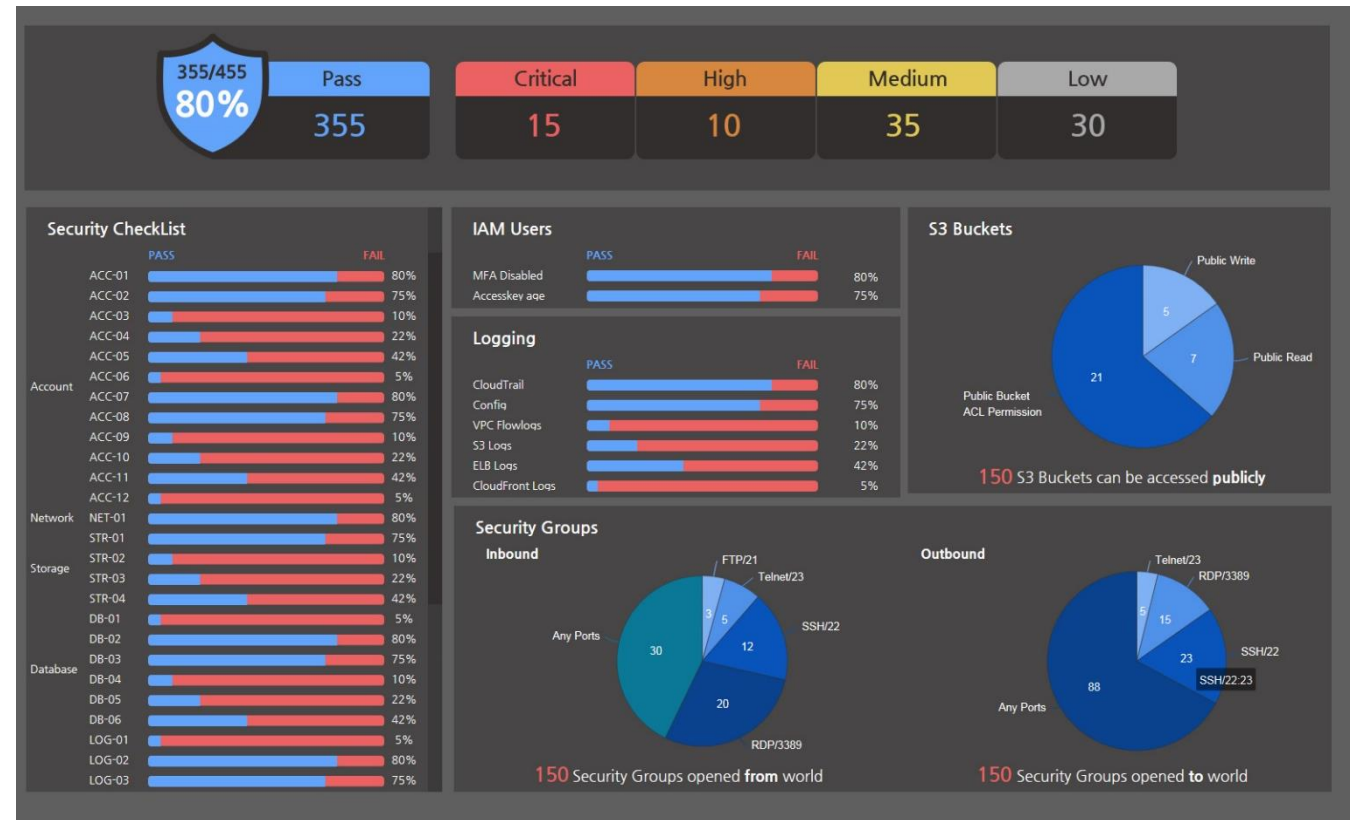 355/455
80%
Pass
355
Critical
15
High
10
Medium
35
Low
30
Security CheckList
PASS FAIL
Account
ACC-01 80%
ACC-02 75%
ACC-03 10%
ACC-04 22%
ACC-05 42%
ACC-06 5%
ACC-07 80%
ACC-08 75%
ACC-09 10%
ACC-10 22%
ACC-11 42%
ACC-12 5%
Network
NET-01 80%
Storage
STR-01 75%
STR-02 10%
STR-03 22%
STR-04 42%
Database
DB-01 5%
DB-02 80%
DB-03 75%
DB-04 10%
DB-05 22%
DB-06 42%
LOG-01 5%
LOG-02 80%
LOG-03 75%
IAM Users
PASS FAIL
MFA Disabled 80%
Accesskey age 75%
Logging
PASS FAIL
CloudTrail 80%
Config 75%
VPC Flowlogs 10%
S3 Logs 22%
ELB Logs 42%
CloudFront Logs 5%
S3 Buckets
Public Write
5
7
Public Read
21
Public Bucket
ACL Permission
150 S3 Buckets can be accessed publicly
Security Groups
Inbound
FTP/21
Telnet/23
3
5
SSH/22
Any Ports
30
12
20
RDP/3389
150 Security Groups opened from world
Outbound
Telnet/23
RDP/3389
5
15
SSH/22
23
SSH/22:23
88
Any Ports
150 Security Groups opened to world